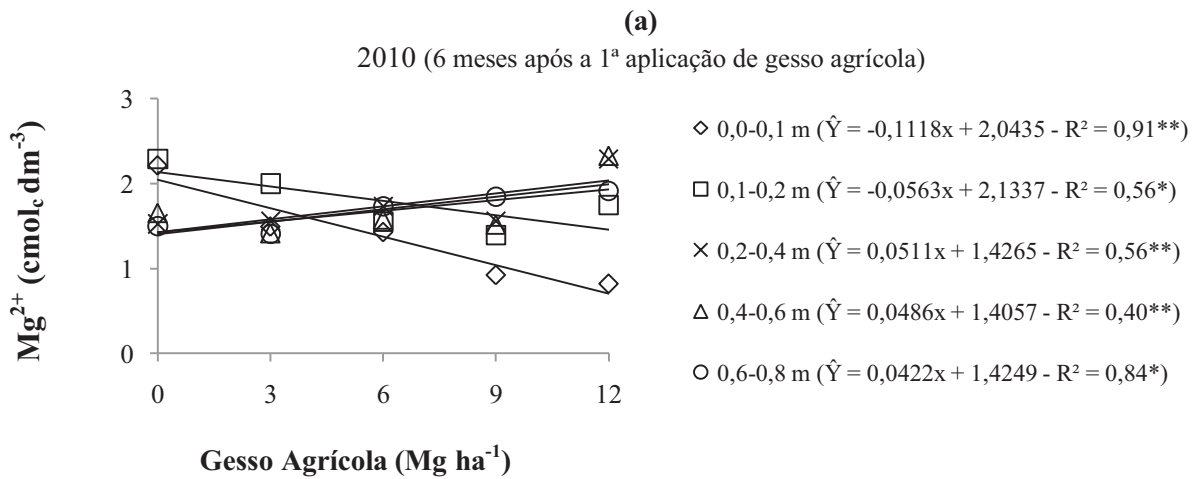 (a)
2010 (6 meses após a 1ª aplicação de gesso agrícola)
Mg²⁺ (cmol_c dm⁻³)
3
2
1
0
0 3 6 9 12
Gesso Agrícola (Mg ha⁻¹)
0,0-0,1 m (Ŷ = -0,1118x + 2,0435 - R² = 0,91**)
0,1-0,2 m (Ŷ = -0,0563x + 2,1337 - R² = 0,56*)
0,2-0,4 m (Ŷ = 0,0511x + 1,4265 - R² = 0,56**)
0,4-0,6 m (Ŷ = 0,0486x + 1,4057 - R² = 0,40**)
0,6-0,8 m (Ŷ = 0,0422x + 1,4249 - R² = 0,84*)